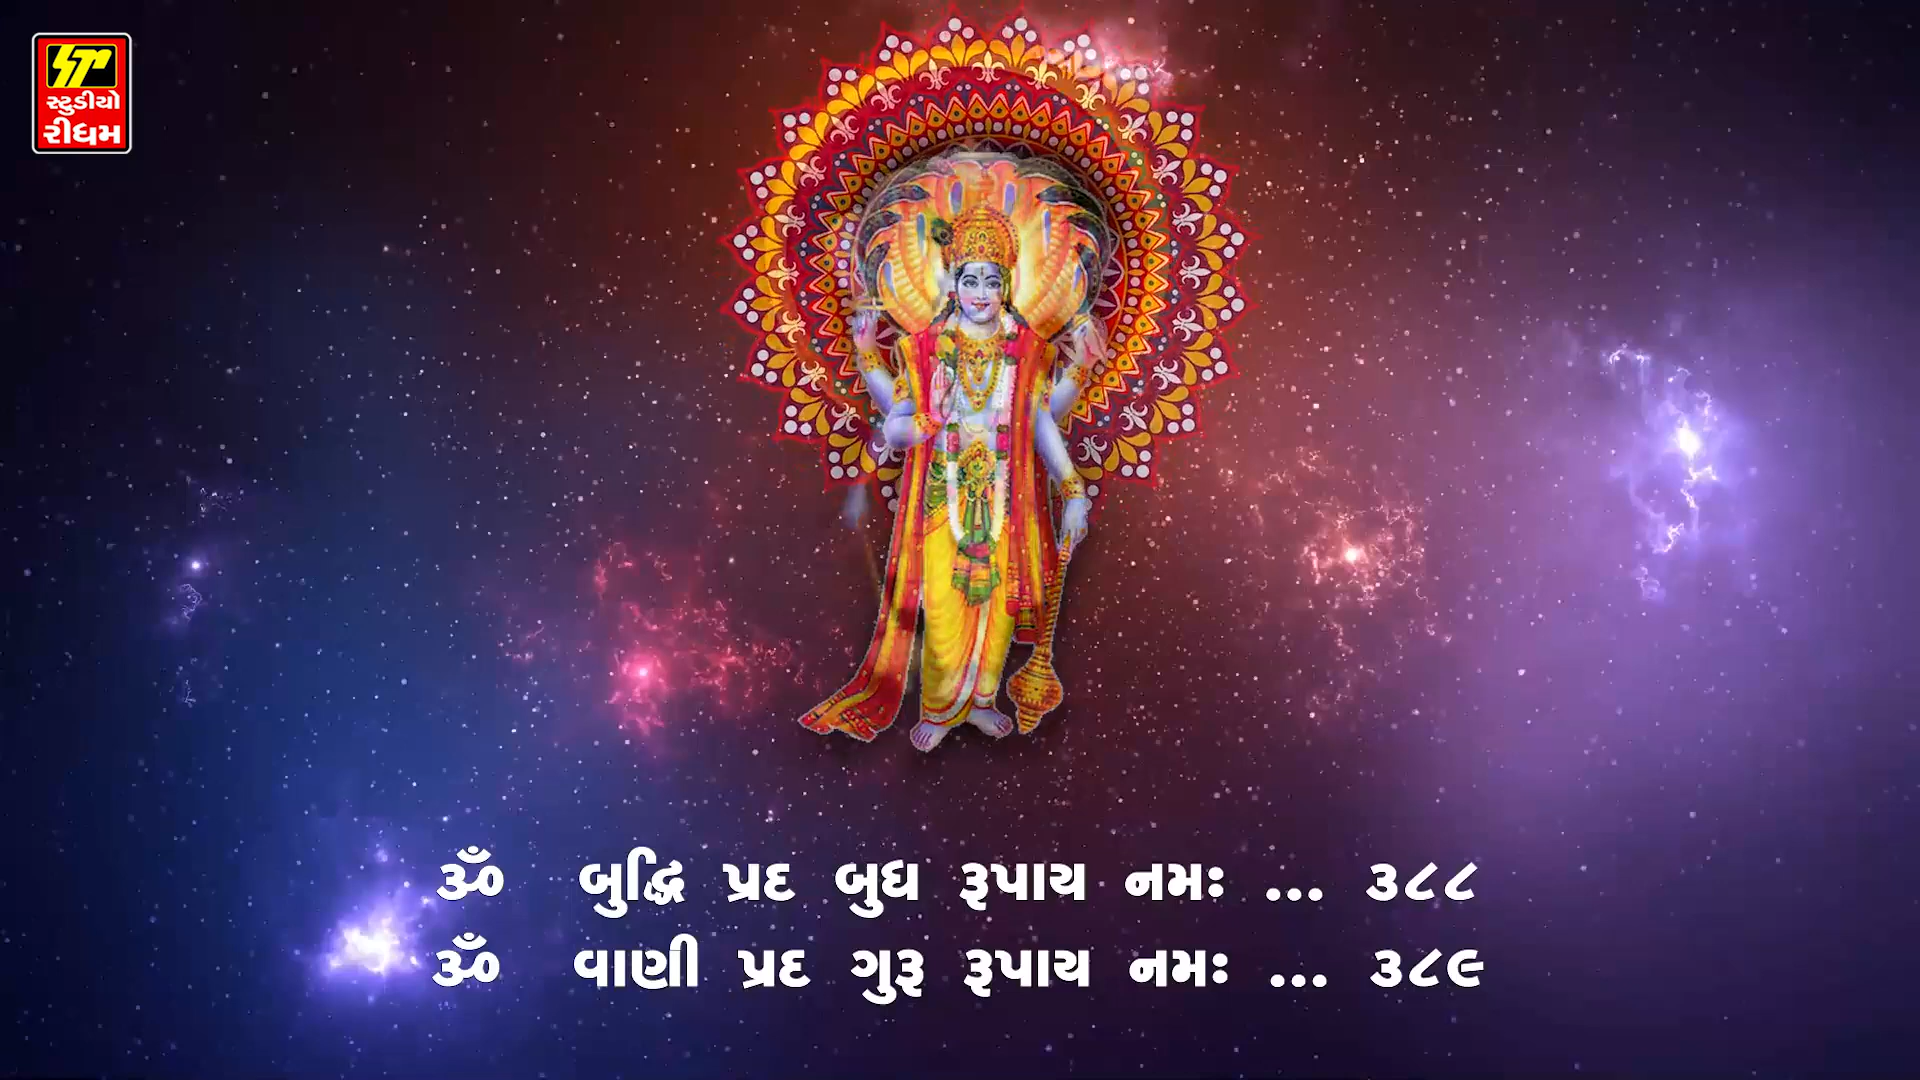 સ્ટુડીયો
રીધમ
ૐ બુદ્ધિ પ્રદ બુધ રૂપાય નમઃ ... ૩૮૮
ૐ વાણી પ્રદ ગુરૂ રૂપાય નમઃ ... ૩૮૯